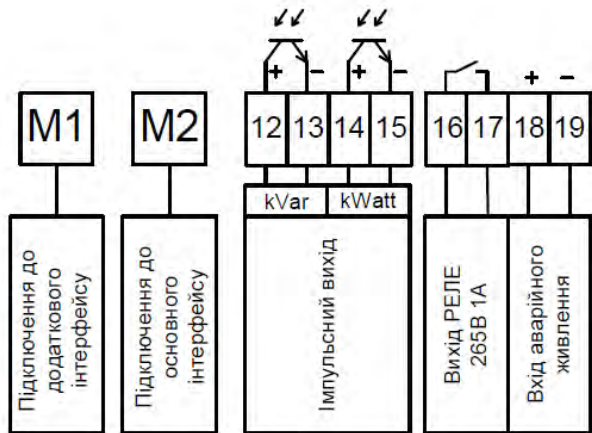 + − + − + −
M1 M2 12 13 14 15 16 17 18 19
kVar kWatt
Підключення до
додаткового
інтерфейсу
Підключення до
основного
інтерфейсу
Імпульсний вихід
Вихід РЕЛЕ
265В 1А
Вхід аварійного
живлення